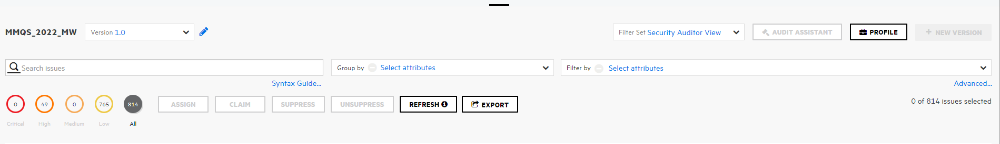 MMQS_2022_MW Version 1.0 Filter Set Security Auditor View AUDIT ASSISTANT PROFILE NEW VERSION
Search issues Group by Select attributes Filter by Select attributes
Syntax Guide... Advanced...
0 49 0 765 814 ASSIGN CLAIM SUPPRESS UNSUPPRESS REFRESH EXPORT 0 of 814 issues selected
Critical High Medium Low All